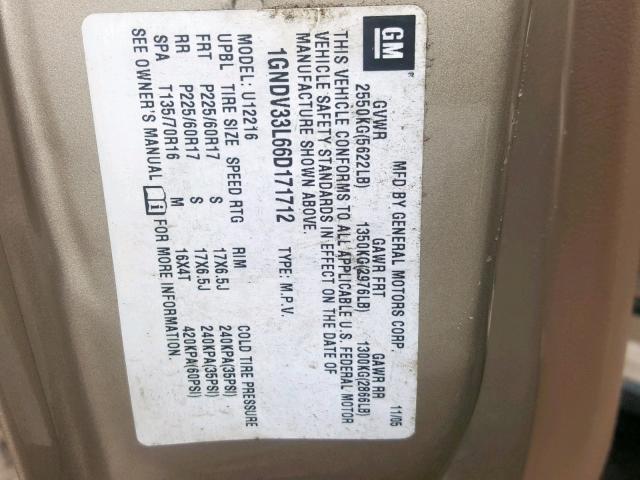 GM
MFD BY GENERAL MOTORS CORP. 11/05
GVWR GAWR FRT GAWR RR
2550KG(5622LB) 1350KG(2976LB) 1300KG(2866LB)
THIS VEHICLE CONFORMS TO ALL APPLICABLE U.S. FEDERAL MOTOR
VEHICLE SAFETY STANDARDS IN EFFECT ON THE DATE OF
MANUFACTURE SHOWN ABOVE.
1GNDV33L66D171712 TYPE: M.P.V.
MODEL: U12216
UPBL TIRE SIZE SPEED RTG RIM COLD TIRE PRESSURE
FRT P225/60R17 S 17X6.5J 240KPA(35PSI)
RR P225/60R17 S 17X6.5J 240KPA(35PSI)
SPA T135/70R16 M 16X4T 420KPA(60PSI)
SEE OWNER'S MANUAL FOR MORE INFORMATION.